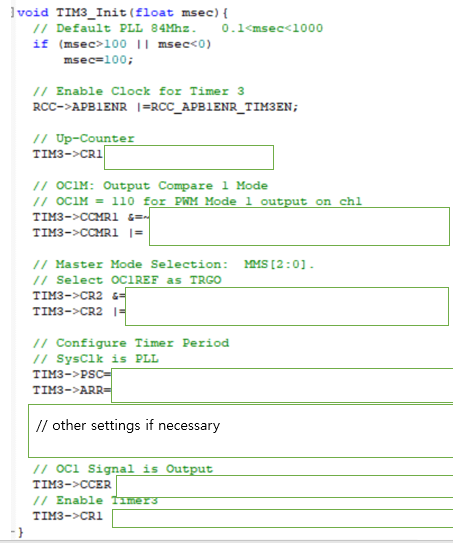 void TIM3_Init(float msec){
// Default PLL 84Mhz.   0.1<msec<1000
if (msec>100 || msec<0)
msec=100;
// Enable Clock for Timer 3
RCC->APB1ENR |=RCC_APB1ENR_TIM3EN;
// Up-Counter
TIM3->CR1
// OC1M: Output Compare 1 Mode
// OC1M = 110 for PWM Mode 1 output on ch1
TIM3->CCMR1 &=~
TIM3->CCMR1 |=
// Master Mode Selection:  MMS[2:0].
// Select OC1REF as TRGO
TIM3->CR2 &=
TIM3->CR2 |=
// Configure Timer Period
// SysClk is PLL
TIM3->PSC=
TIM3->ARR=
// other settings if necessary
// OC1 Signal is Output
TIM3->CCER
// Enable Timer3
TIM3->CR1
}